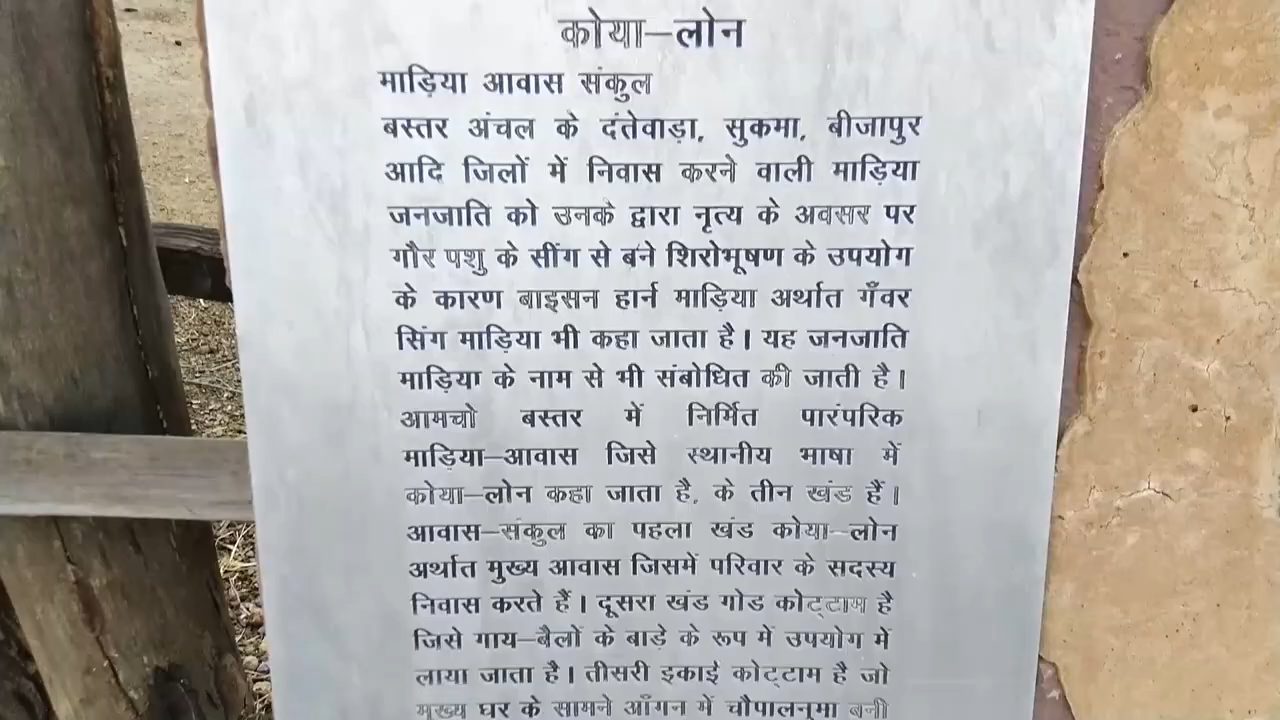 कोया–लोन
माड़िया आवास संकुल
बस्तर अंचल के दंतेवाड़ा, सुकमा, बीजापुर
आदि जिलों में निवास करने वाली माड़िया
जनजाति को उनके द्वारा नृत्य के अवसर पर
गौर पशु के सींग से बने शिरोभूषण के उपयोग
के कारण बाइसन हार्न माड़िया अर्थात गँवर
सिंग माड़िया भी कहा जाता है। यह जनजाति
माड़िया के नाम से भी संबोधित की जाती है।
आमचो बस्तर में निर्मित पारंपरिक
माड़िया–आवास जिसे स्थानीय भाषा में
कोया–लोन कहा जाता है, के तीन खंड हैं।
आवास–संकुल का पहला खंड कोया–लोन
अर्थात मुख्य आवास जिसमें परिवार के सदस्य
निवास करते हैं। दूसरा खंड गोड कोट्टाम है
जिसे गाय–बैलों के बाड़े के रूप में उपयोग में
लाया जाता है। तीसरी इकाई कोट्टाम है जो
मुख्य घर के सामने आँगन में चौपालनुमा बनी